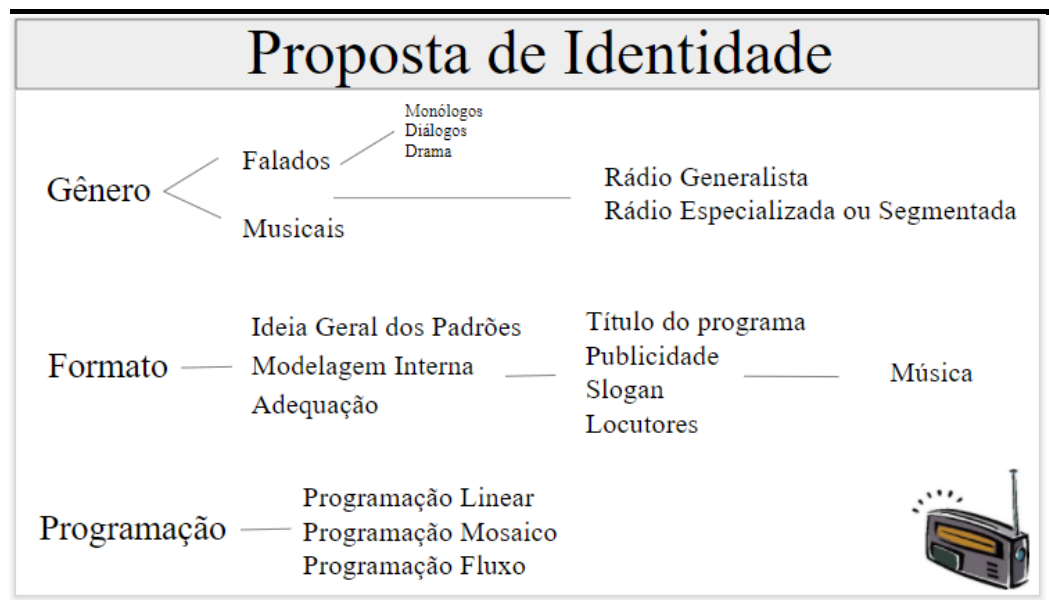 Proposta de Identidade
Gênero
Falados
Monólogos
Diálogos
Drama
Musicais
Rádio Generalista
Rádio Especializada ou Segmentada
Formato
Ideia Geral dos Padrões
Modelagem Interna
Adequação
Título do programa
Publicidade
Slogan
Locutores
Música
Programação
Programação Linear
Programação Mosaico
Programação Fluxo